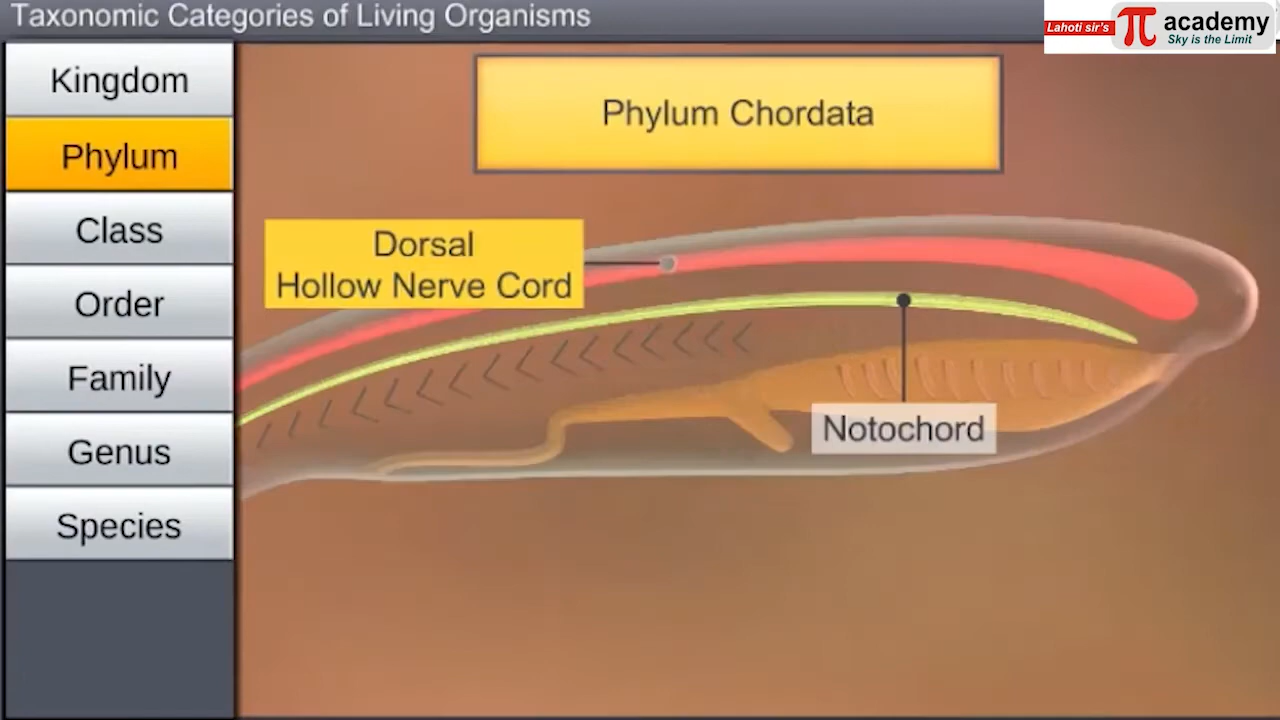 Taxonomic Categories of Living Organisms
Lahoti sir's π academy
Sky is the Limit
Kingdom
Phylum
Class
Order
Family
Genus
Species
Phylum Chordata
Dorsal
Hollow Nerve Cord
Notochord